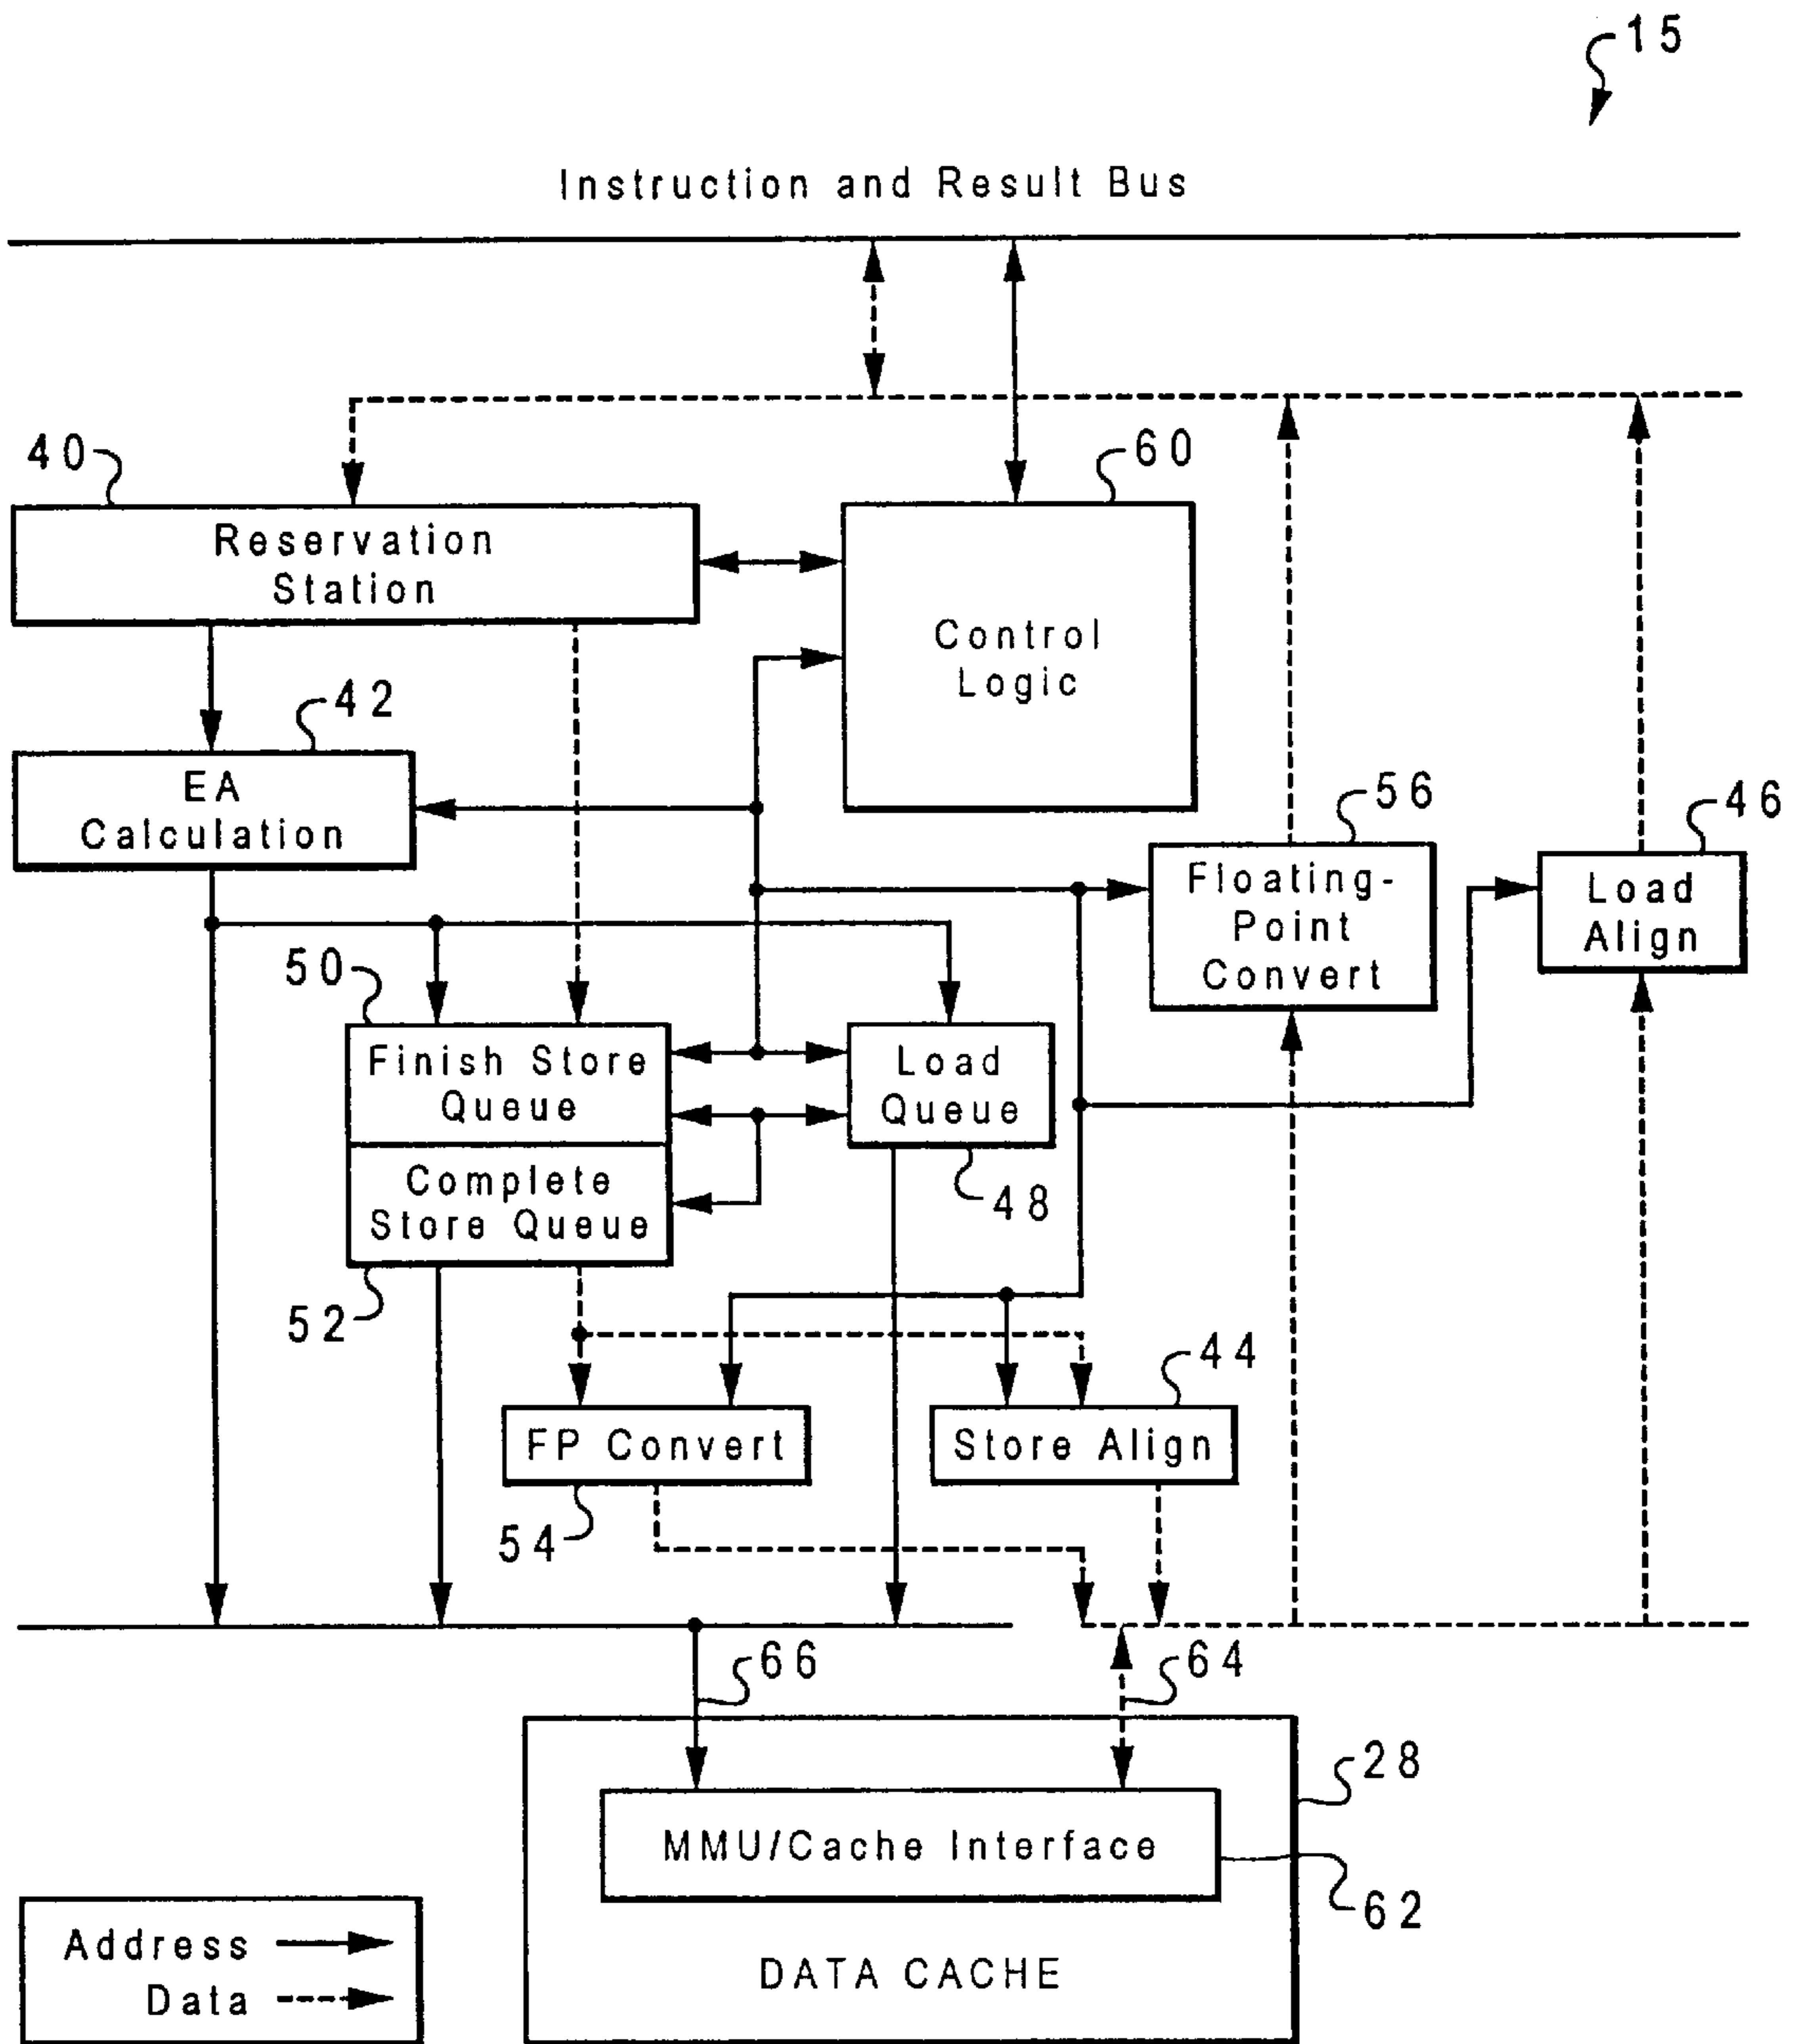 15
Instruction and Result Bus
40
60
Reservation
Station
Control
Logic
42
EA
Calculation
56
46
Floating-
Point
Convert
Load
Align
50
Finish Store
Queue
Load
Queue
Complete
Store Queue
48
52
44
FP Convert
Store Align
54
66
64
28
MMU/Cache Interface
62
Address
Data
DATA CACHE